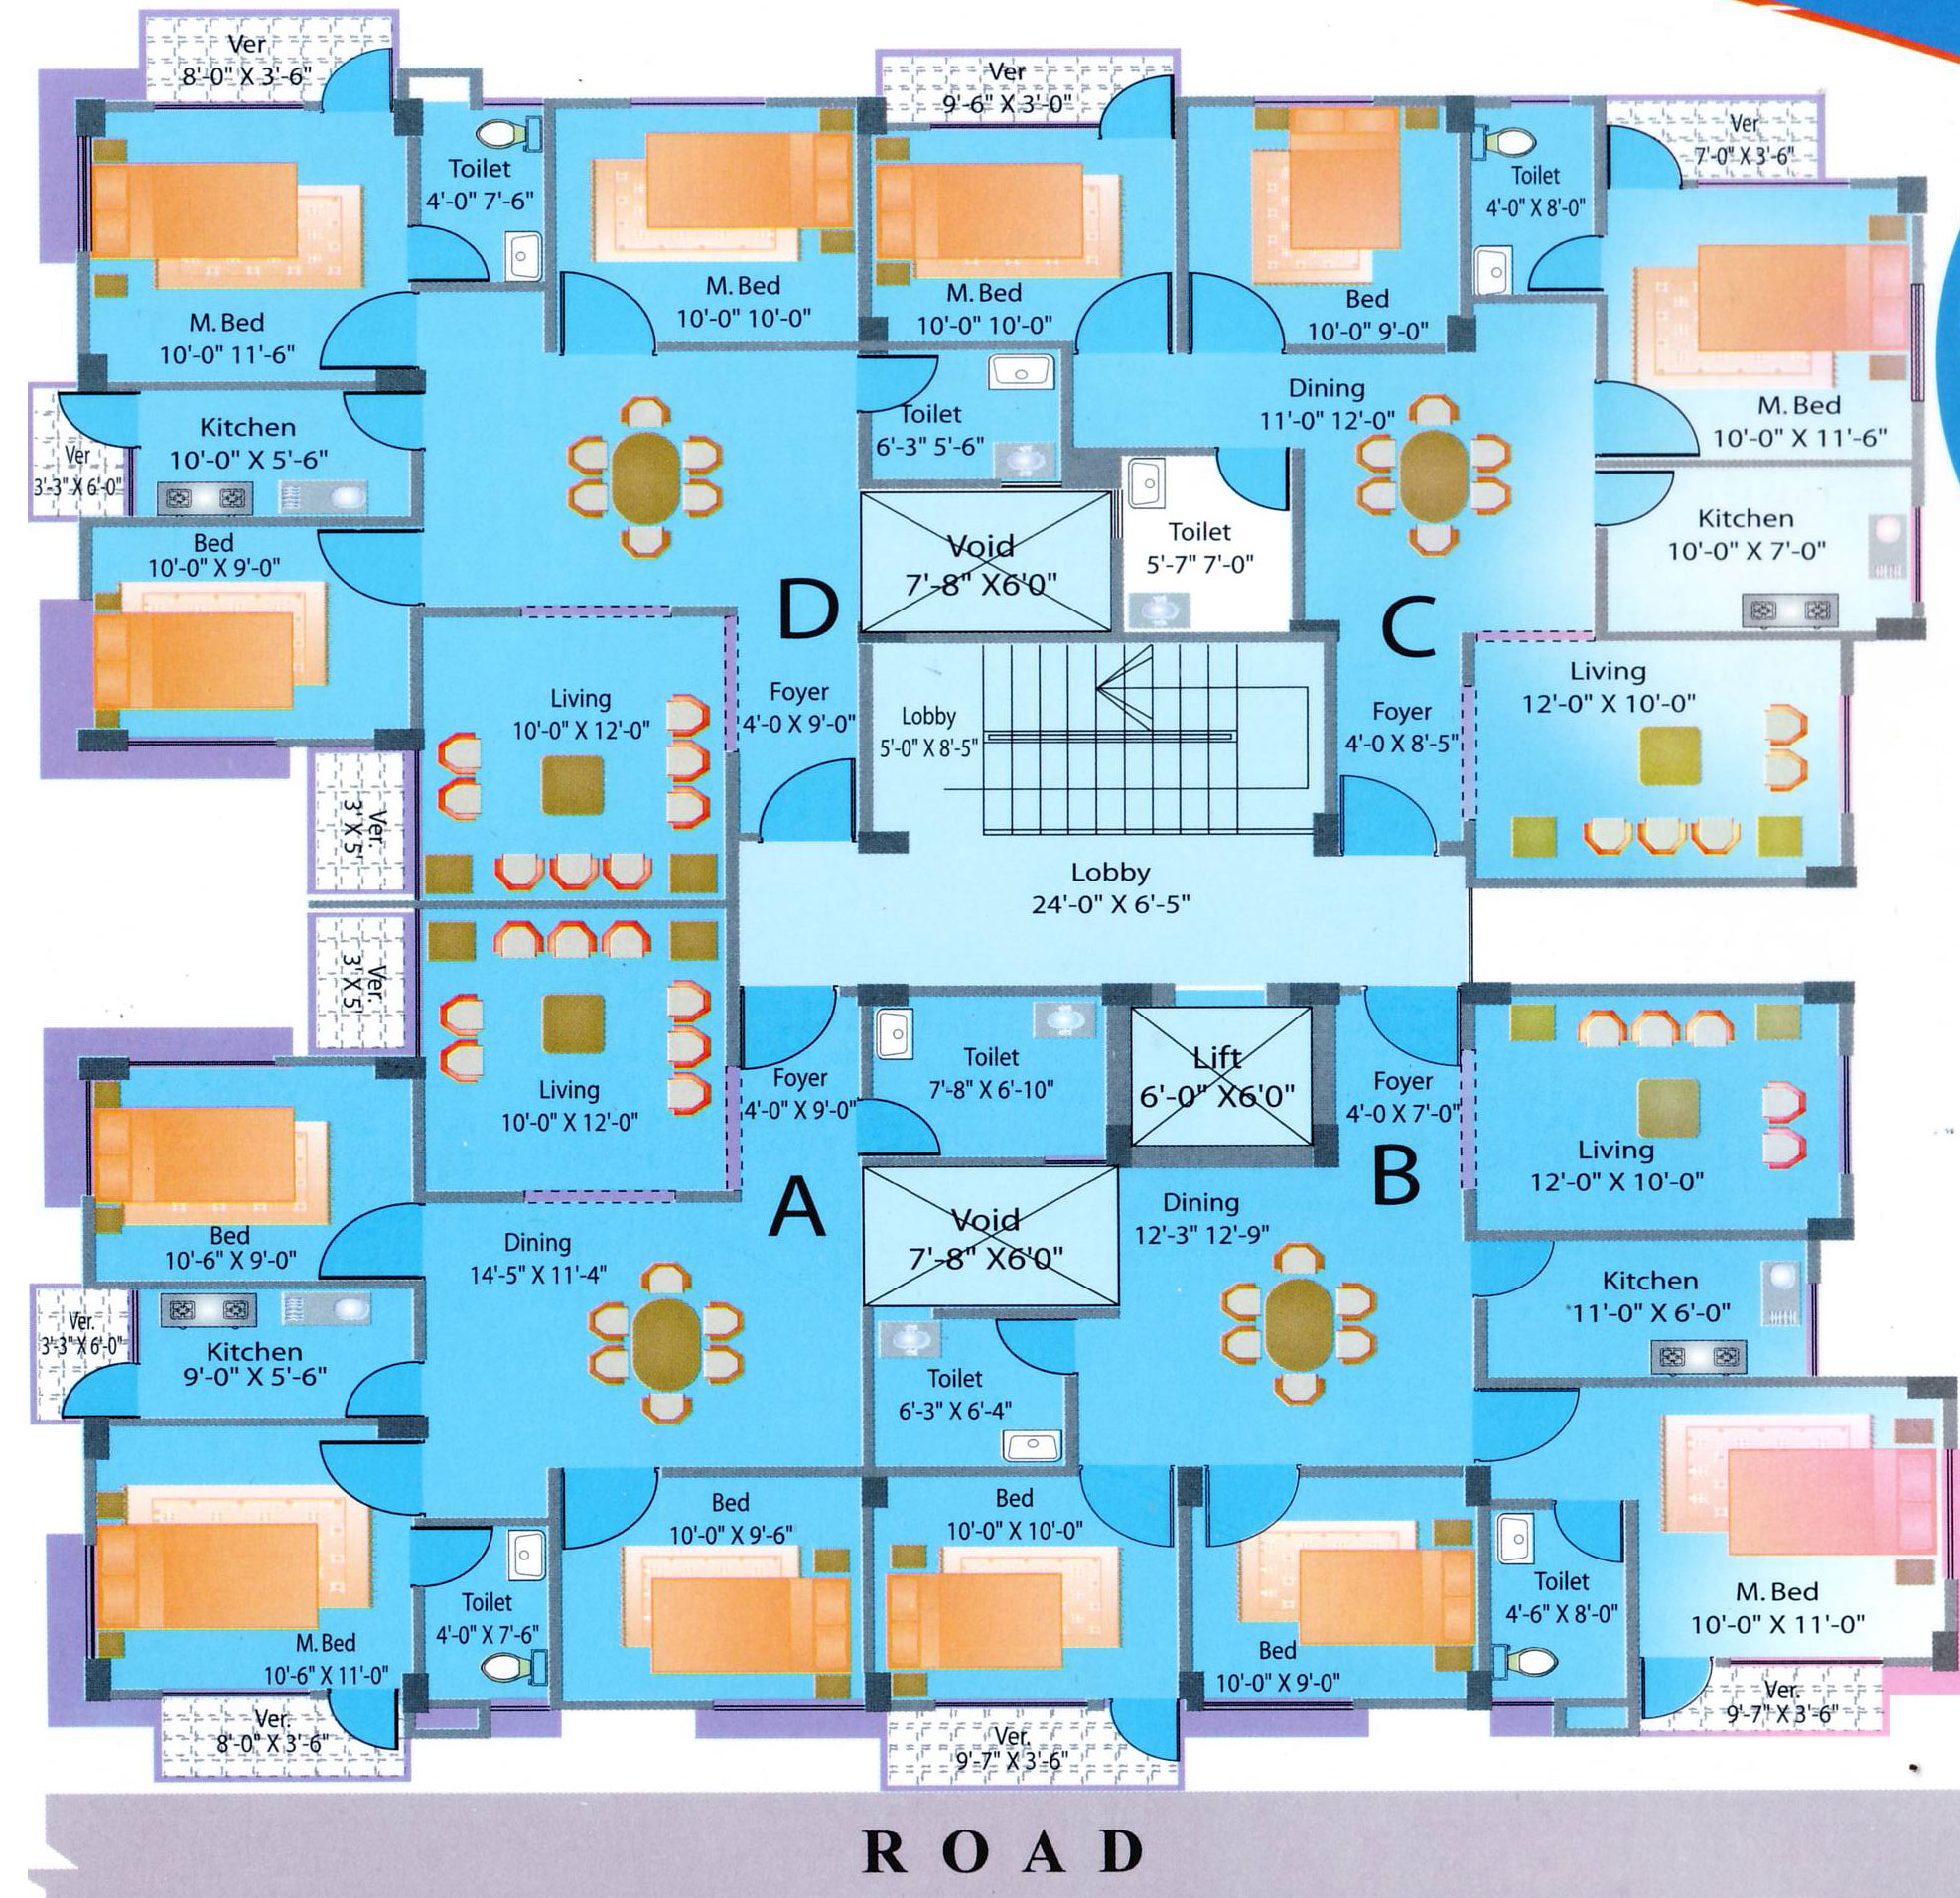 Ver
8'-0" X 3'-6"
Ver
9'-6" X 3'-0"
Ver
7'-0" X 3'-6"
Toilet
4'-0" 7'-6"
Toilet
4'-0" X 8'-0"
M. Bed
10'-0" 11'-6"
M. Bed
10'-0" 10'-0"
M. Bed
10'-0" 10'-0"
Bed
10'-0" 9'-0"
M. Bed
10'-0" X 11'-6"
Kitchen
10'-0" X 5'-6"
Ver
3'-3" X 6'-0"
Toilet
6'-3" 5'-6"
Dining
11'-0" 12'-0"
Bed
10'-0" X 9'-0"
Void
7'-8" X6'0"
Toilet
5'-7" 7'-0"
Kitchen
10'-0" X 7'-0"
D
C
Living
10'-0" X 12'-0"
Foyer
4'-0 X 9'-0"
Lobby
5'-0" X 8'-5"
Foyer
4'-0 X 8'-5"
Living
12'-0" X 10'-0"
Ver.
3' X 5'
Lobby
24'-0" X 6'-5"
Ver.
3' X 5'
Living
10'-0" X 12'-0"
Foyer
4'-0" X 9'-0"
Toilet
7'-8" X 6'-10"
Lift
6'-0" X6'0"
Foyer
4'-0 X 7'-0"
Living
12'-0" X 10'-0"
A
B
Bed
10'-6" X 9'-0"
Dining
14'-5" X 11'-4"
Void
7'-8" X6'0"
Dining
12'-3" 12'-9"
Kitchen
11'-0" X 6'-0"
Ver.
3'-3" X 6'-0"
Kitchen
9'-0" X 5'-6"
Toilet
6'-3" X 6'-4"
Bed
10'-0" X 9'-6"
Bed
10'-0" X 10'-0"
Toilet
4'-0" X 7'-6"
M. Bed
10'-6" X 11'-0"
Bed
10'-0" X 9'-0"
Toilet
4'-6" X 8'-0"
M. Bed
10'-0" X 11'-0"
Ver.
8'-0" X 3'-6"
Ver.
9'-7" X 3'-6"
Ver.
9'-7" X 3'-6"
ROAD